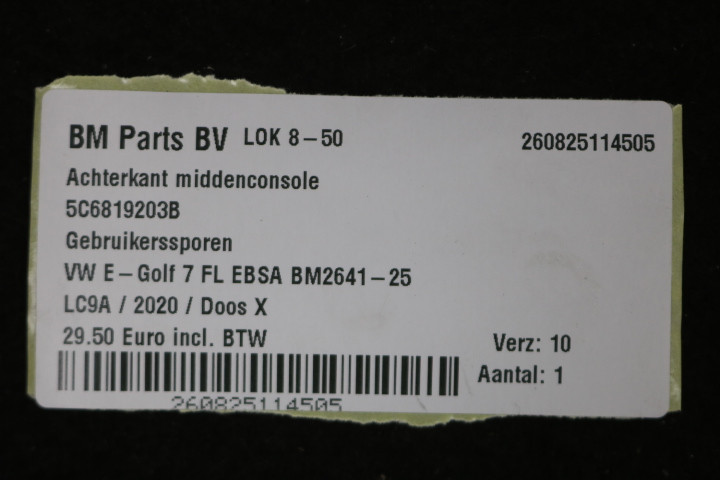 BM Parts BV LOK 8-50 260825114505
Achterkant middenconsole
5C6819203B
Gebruikerssporen
VW E-Golf 7 FL EBSA BM2641-25
LC9A / 2020 / Doos X
29.50 Euro incl. BTW
Verz: 10
Aantal: 1
260825114505